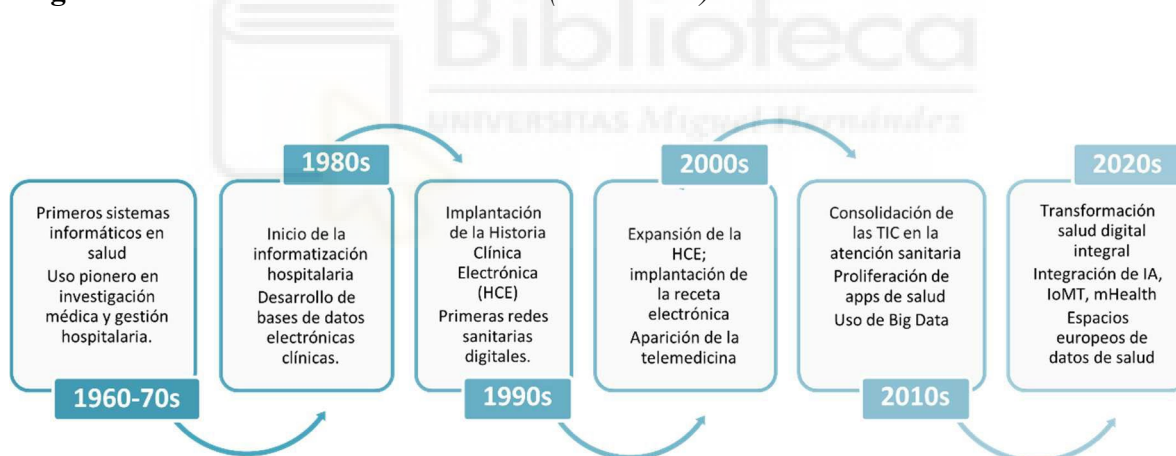 Biblioteca
UNIVERSITAS Miguel Hernández
1960-70s
Primeros sistemas
informáticos en
salud
Uso pionero en
investigación
médica y gestión
hospitalaria.
1980s
Inicio de la
informatización
hospitalaria
Desarrollo de
bases de datos
electrónicas
clínicas.
1990s
Implantación
de la Historia
Clínica
Electrónica
(HCE)
Primeras redes
sanitarias
digitales.
2000s
Expansión de la
HCE;
implantación de
la receta
electrónica
Aparición de la
telemedicina
2010s
Consolidación de
las TIC en la
atención sanitaria
Proliferación de
apps de salud
Uso de Big Data
2020s
Transformación
salud digital
integral
Integración de IA,
IoMT, mHealth
Espacios
europeos de
datos de salud